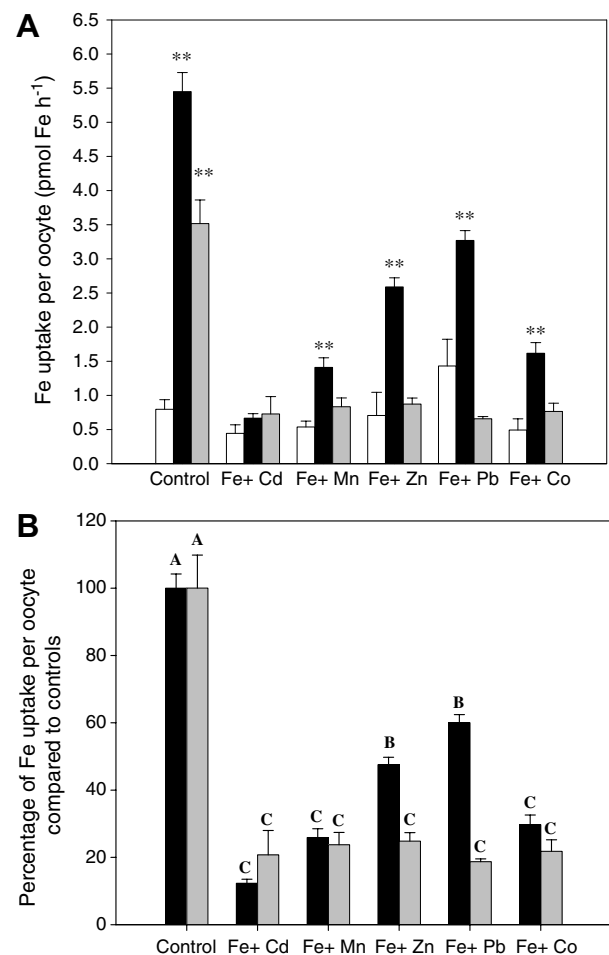 A
Fe uptake per oocyte (pmol Fe h-1)
6.5
6.0
5.5
5.0
4.5
4.0
3.5
3.0
2.5
2.0
1.5
1.0
0.5
0.0
**
**
**
**
**
**
Control Fe+ Cd Fe+ Mn Fe+ Zn Fe+ Pb Fe+ Co
B
Percentage of Fe uptake per oocyte
compared to controls
120
100
80
60
40
20
0
A A
C C
C C
B C
B C
C C
Control Fe+ Cd Fe+ Mn Fe+ Zn Fe+ Pb Fe+ Co